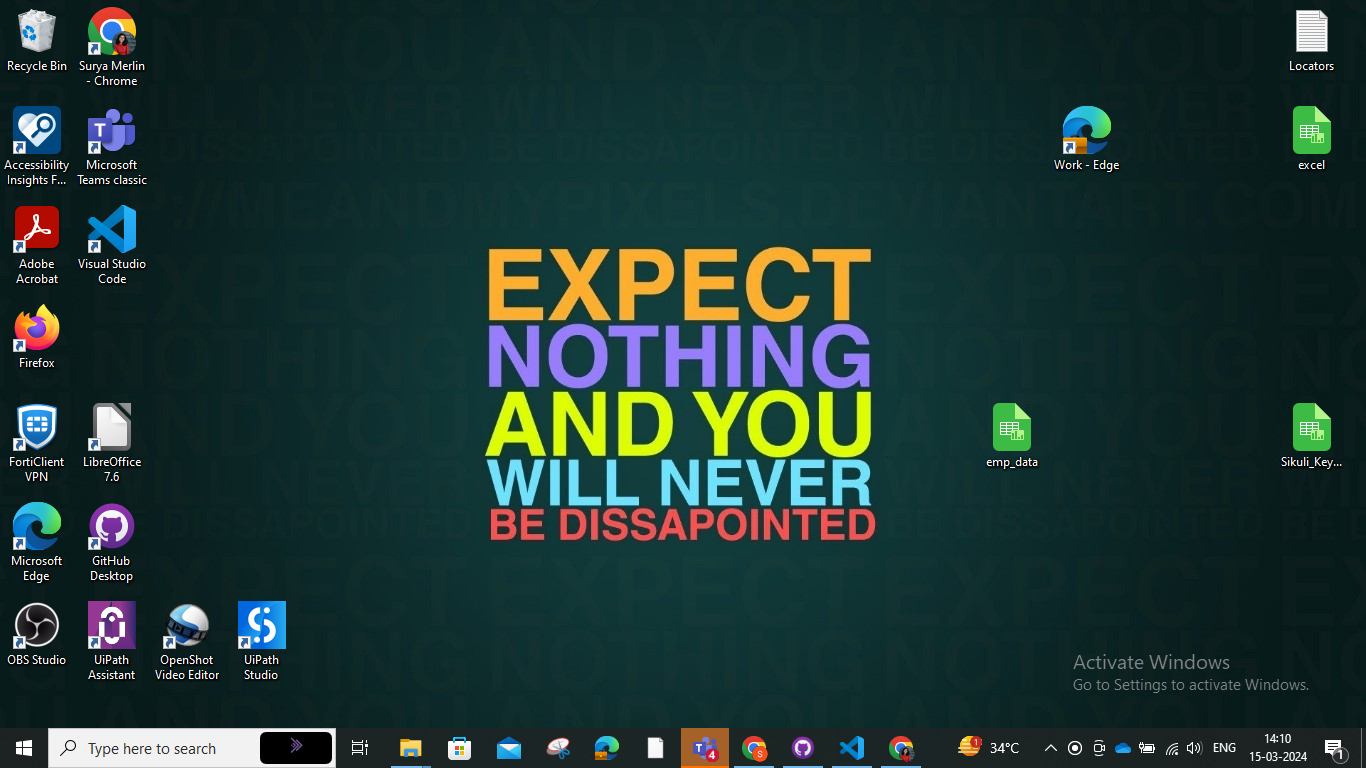 Recycle Bin
Surya Merlin
- Chrome
Locators
Accessibility
Insights F...
Microsoft
Teams classic
Work - Edge
excel
Adobe
Acrobat
Visual Studio
Code
Firefox
EXPECT
NOTHING
AND YOU
WILL NEVER
BE DISSAPOINTED
FortiClient
VPN
LibreOffice
7.6
emp_data
Sikuli_Key...
Microsoft
Edge
GitHub
Desktop
OBS Studio
UiPath
Assistant
OpenShot
Video Editor
UiPath
Studio
Activate Windows
Go to Settings to activate Windows.
Type here to search
4
S
1
34°C
ENG
14:10
15-03-2024
1